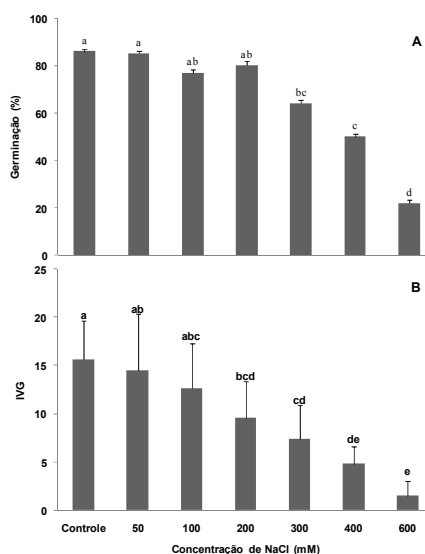 100
80
60
40
20
0
Germinação (%)
A
a a ab ab bc c d
25
20
15
10
5
0
IVG
B
a ab abc bcd cd de e
Controle 50 100 200 300 400 600
Concentração de NaCl (mM)